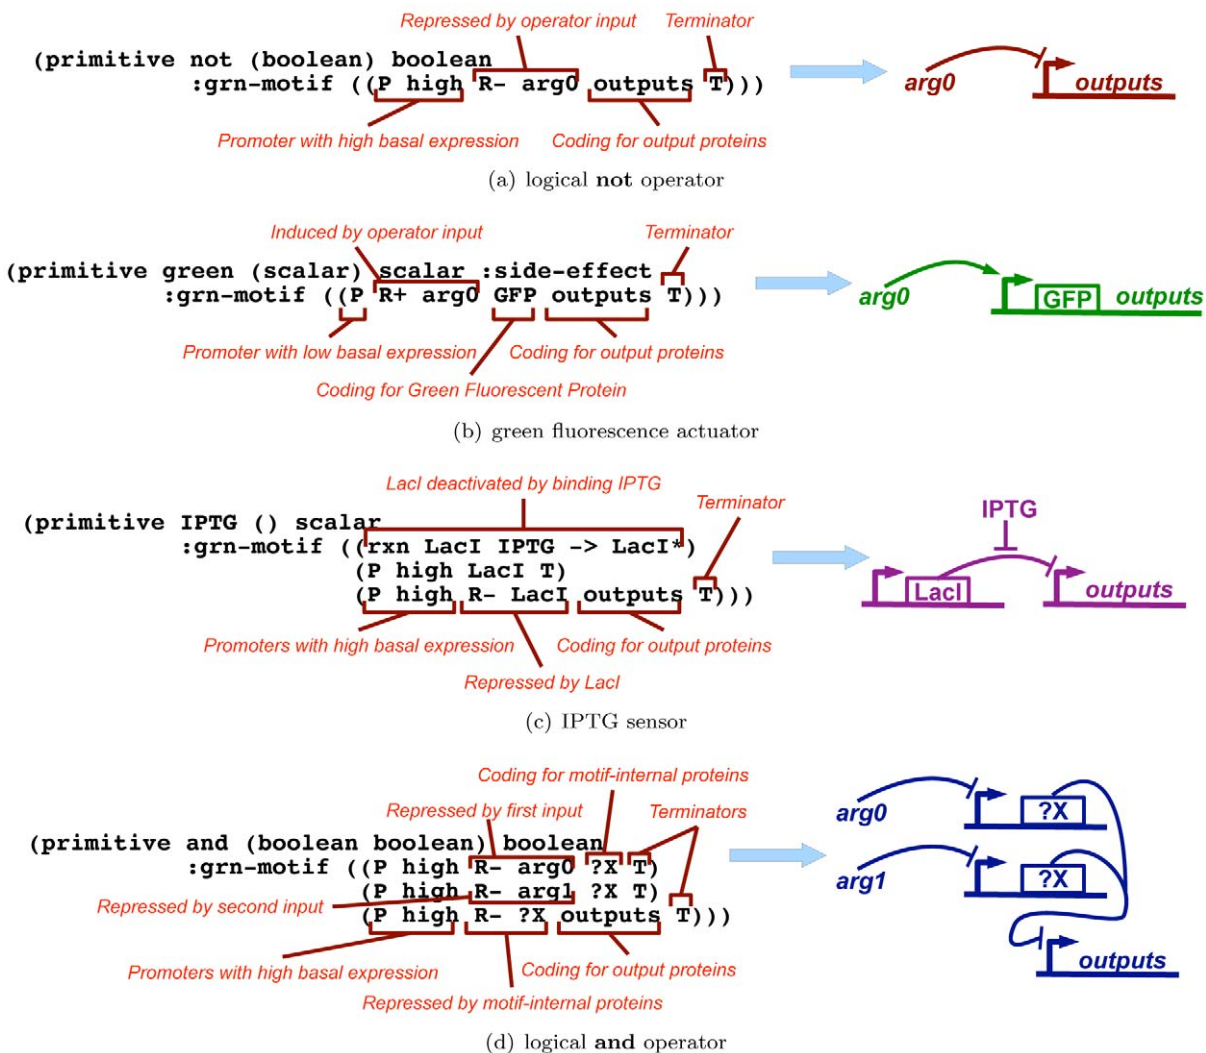 Repressed by operator input
Terminator
(primitive not (boolean) boolean
:grn-motif ((P high R- arg0 outputs T)))
arg0
outputs
Promoter with high basal expression
Coding for output proteins
(a) logical not operator
Induced by operator input
Terminator
(primitive green (scalar) scalar :side-effect
:grn-motif ((P R+ arg0 GFP outputs T)))
arg0
GFP
outputs
Promoter with low basal expression
Coding for output proteins
Coding for Green Fluorescent Protein
(b) green fluorescence actuator
LacI deactivated by binding IPTG
Terminator
(primitive IPTG () scalar
:grn-motif ((rxn LacI IPTG -> LacI*)
(P high LacI T)
(P high R- LacI outputs T)))
IPTG
LacI
outputs
Promoters with high basal expression
Coding for output proteins
Repressed by LacI
(c) IPTG sensor
Coding for motif-internal proteins
Repressed by first input
Terminators
(primitive and (boolean boolean) boolean
:grn-motif ((P high R- arg0 ?X T)
(P high R- arg1 ?X T)
Repressed by second input
(P high R- ?X outputs T)))
arg0
?X
arg1
?X
outputs
Promoters with high basal expression
Coding for output proteins
Repressed by motif-internal proteins
(d) logical and operator